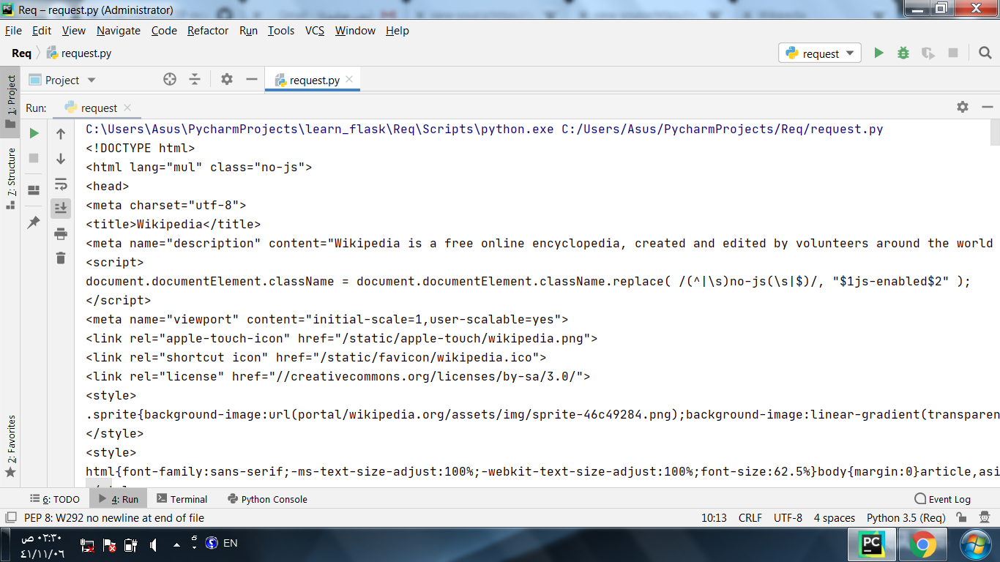 Req – request.py (Administrator)
File Edit View Navigate Code Refactor Run Tools VCS Window Help
Req request.py request
1: Project
Project request.py
Run: request
C:\Users\Asus\PycharmProjects\learn_flask\Req\Scripts\python.exe C:/Users/Asus/PycharmProjects/Req/request.py
<!DOCTYPE html>
<html lang="mul" class="no-js">
<head>
<meta charset="utf-8">
<title>Wikipedia</title>
<meta name="description" content="Wikipedia is a free online encyclopedia, created and edited by volunteers around the world
<script>
document.documentElement.className = document.documentElement.className.replace( /(^|\s)no-js(\s|$)/, "$1js-enabled$2" );
</script>
<meta name="viewport" content="initial-scale=1,user-scalable=yes">
<link rel="apple-touch-icon" href="/static/apple-touch/wikipedia.png">
<link rel="shortcut icon" href="/static/favicon/wikipedia.ico">
<link rel="license" href="//creativecommons.org/licenses/by-sa/3.0/">
<style>
.sprite{background-image:url(portal/wikipedia.org/assets/img/sprite-46c49284.png);background-image:linear-gradient(transparen
</style>
<style>
html{font-family:sans-serif;-ms-text-size-adjust:100%;-webkit-text-size-adjust:100%;font-size:62.5%}body{margin:0}article,asi
7: Structure
2: Favorites
6: TODO 4: Run Terminal Python Console Event Log
PEP 8: W292 no newline at end of file 10:13 CRLF UTF-8 4 spaces Python 3.5 (Req)
٠٣:٣٠ ص
٤١/١١/٠٦
EN
PC